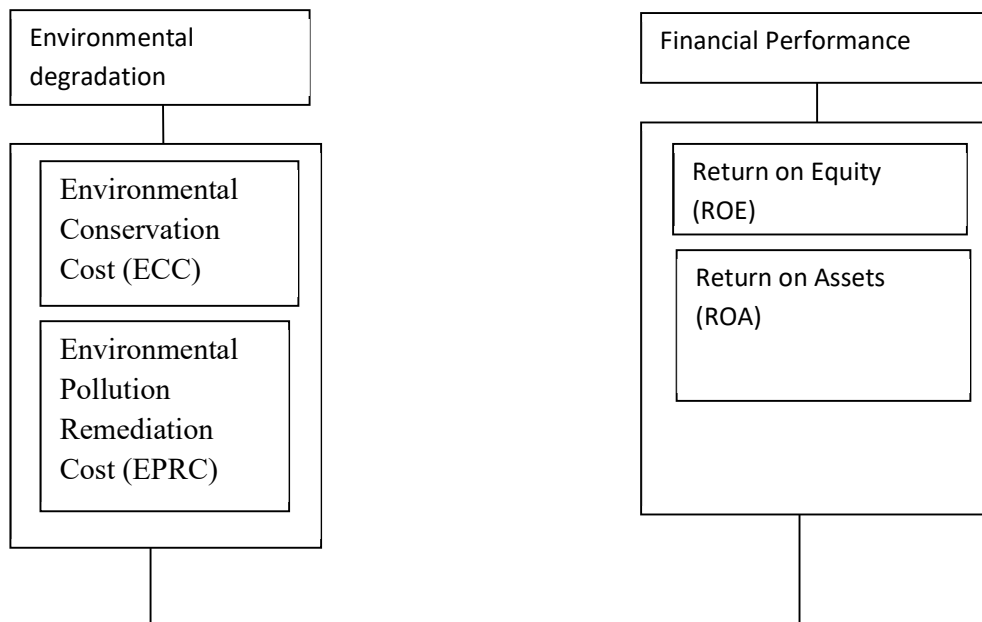 Environmental
degradation
Environmental
Conservation
Cost (ECC)
Environmental
Pollution
Remediation
Cost (EPRC)
Financial Performance
Return on Equity
(ROE)
Return on Assets
(ROA)